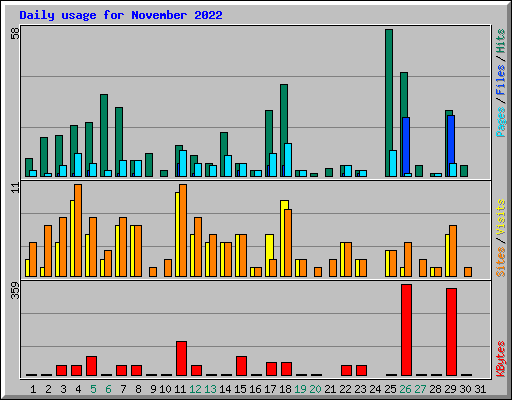 Daily usage for November 2022
58
Pages / Files / Hits
11
Sites / Visits
359
KBytes
1 2 3 4 5 6 7 8 9 10 11 12 13 14 15 16 17 18 19 20 21 22 23 24 25 26 27 28 29 30 31